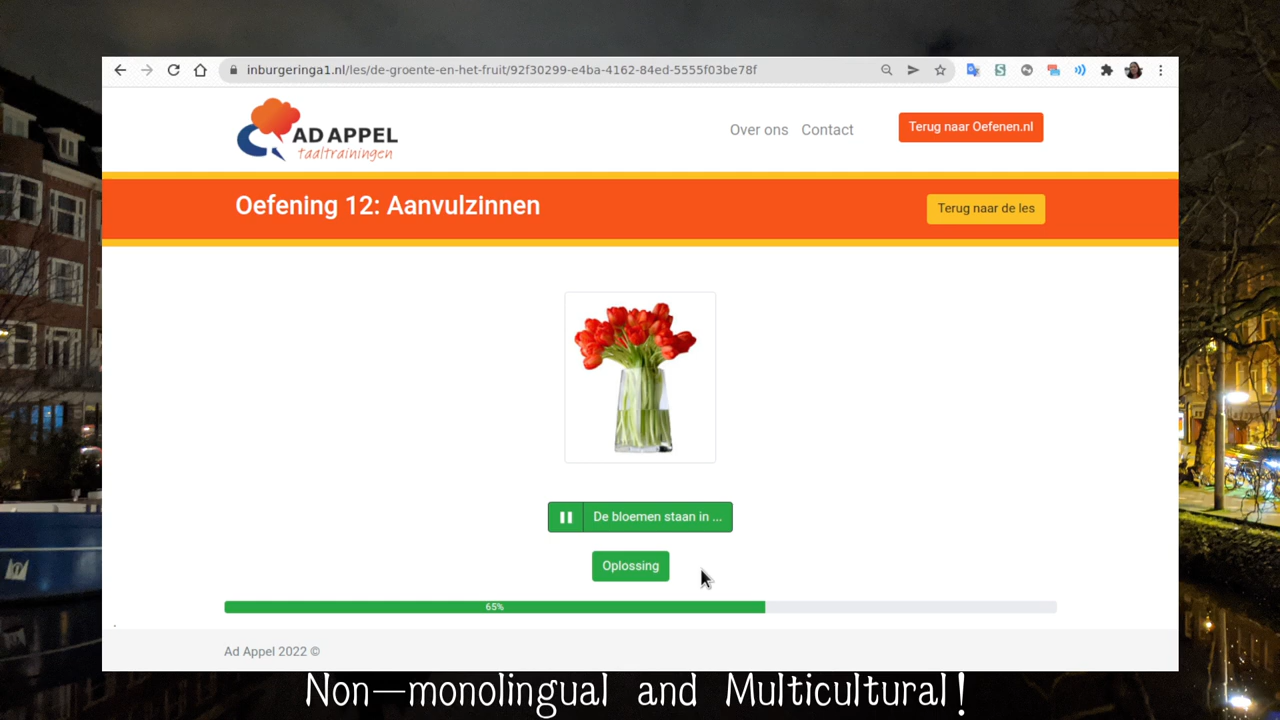 inburgeringa1.nl/les/de-groente-en-het-fruit/92f30299-e4ba-4162-84ed-5555f03be78f
AD APPEL
taaltrainingen
Over ons
Contact
Terug naar Oefenen.nl
Oefening 12: Aanvulzinnen
Terug naar de les
De bloemen staan in ...
Oplossing
65%
Ad Appel 2022 ©
Non-monolingual and Multicultural!